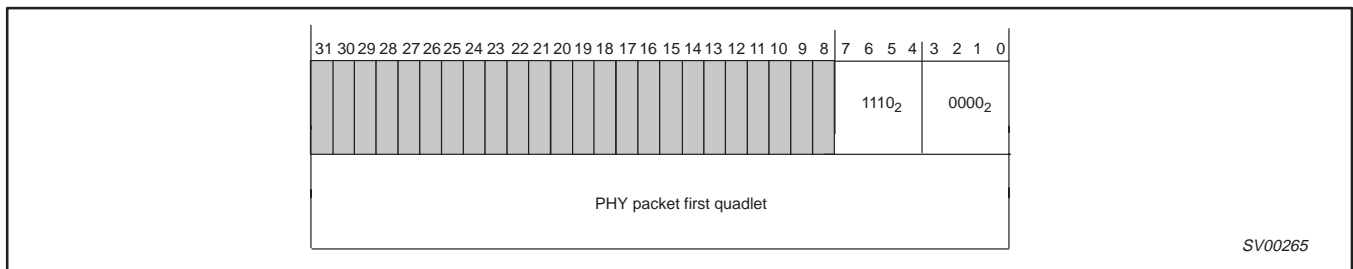 31 30 29 28 27 26 25 24 23 22 21 20 19 18 17 16 15 14 13 12 11 10 9 8 7 6 5 4 3 2 1 0
1110₂ 0000₂
PHY packet first quadlet
SV00265